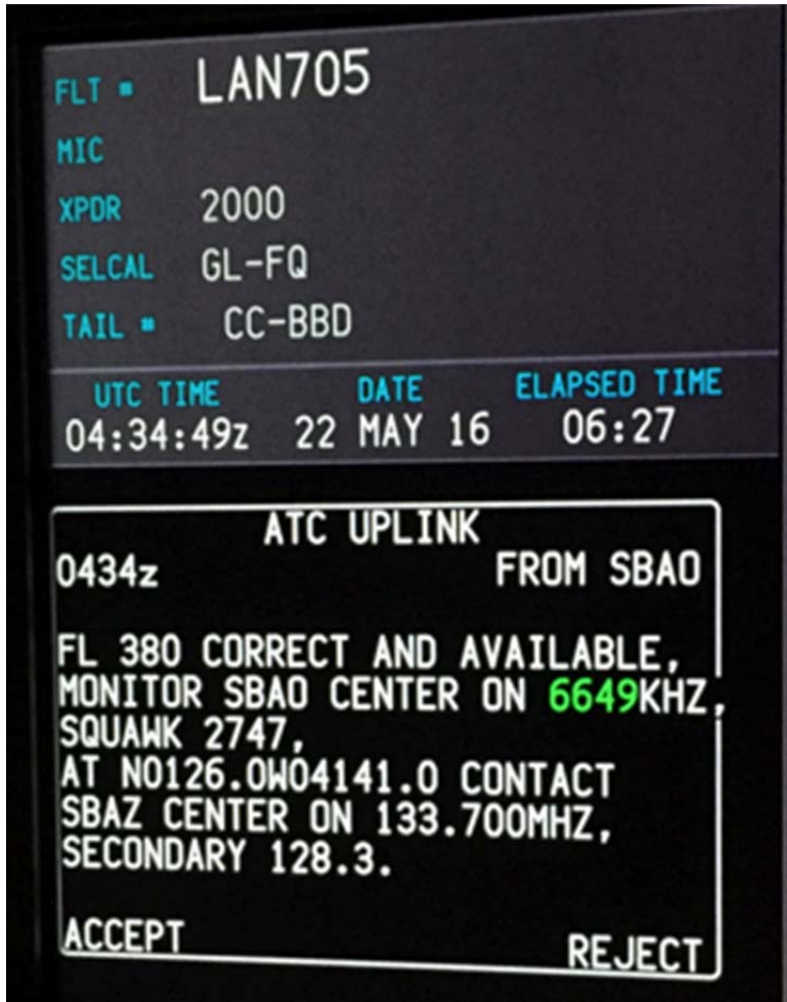 FLT # LAN705
MIC
XPDR 2000
SELCAL GL-FQ
TAIL # CC-BBD
UTC TIME DATE ELAPSED TIME
04:34:49z 22 MAY 16 06:27
ATC UPLINK
0434z FROM SBAO
FL 380 CORRECT AND AVAILABLE,
MONITOR SBAO CENTER ON 6649KHZ,
SQUAWK 2747,
AT N0126.0W04141.0 CONTACT
SBAZ CENTER ON 133.700MHZ,
SECONDARY 128.3.
ACCEPT REJECT